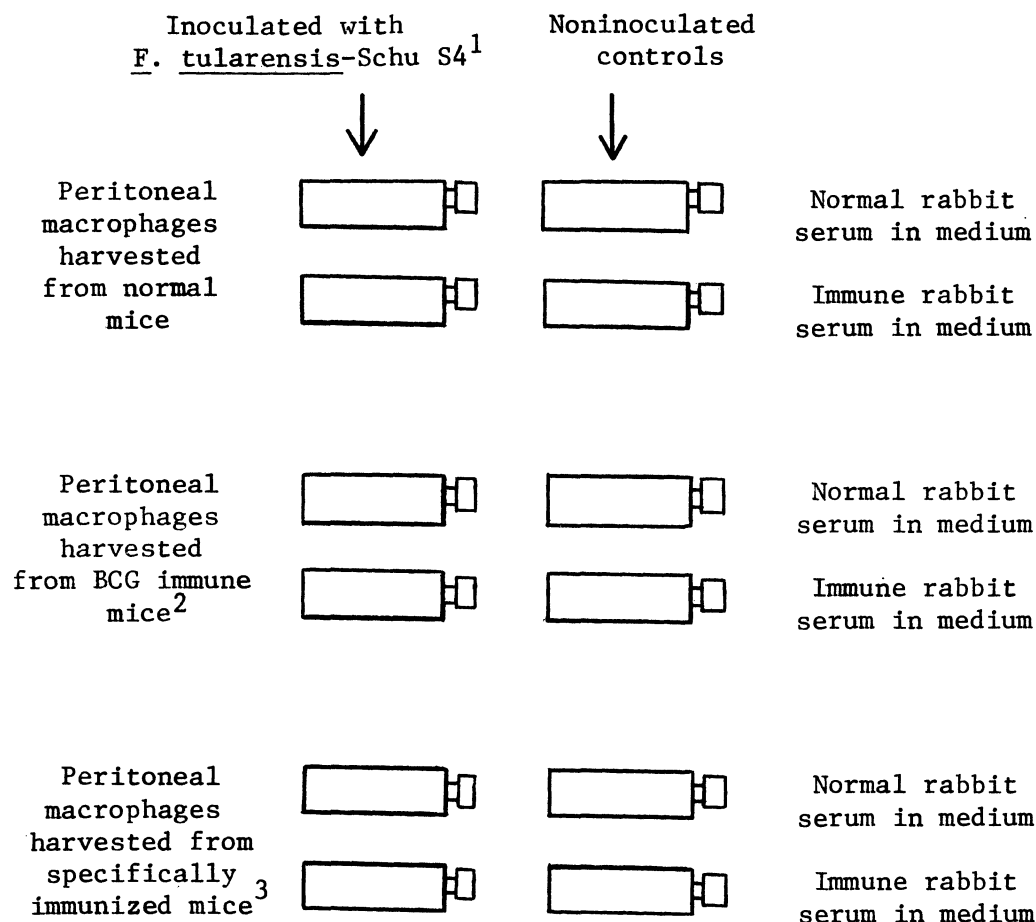 Inoculated with
F. tularensis-Schu S4¹
Noninoculated
controls
Peritoneal
macrophages
harvested
from normal
mice
Normal rabbit
serum in medium
Immune rabbit
serum in medium
Peritoneal
macrophages
harvested
from BCG immune
mice²
Normal rabbit
serum in medium
Immune rabbit
serum in medium
Peritoneal
macrophages
harvested from
specifically
immunized mice³
Normal rabbit
serum in medium
Immune rabbit
serum in medium